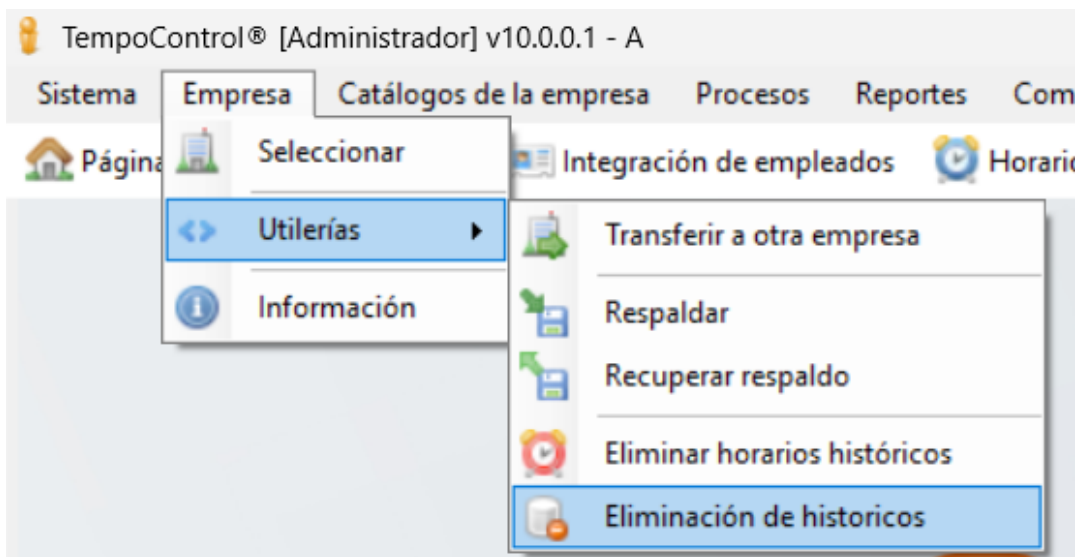 TempoControl® [Administrador] v10.0.0.1 - A
Sistema Empresa Catálogos de la empresa Procesos Reportes
Seleccionar Integración de empleados
Utilerías Transferir a otra empresa
Información Respaldar
Recuperar respaldo
Eliminar horarios históricos
Eliminación de historicos